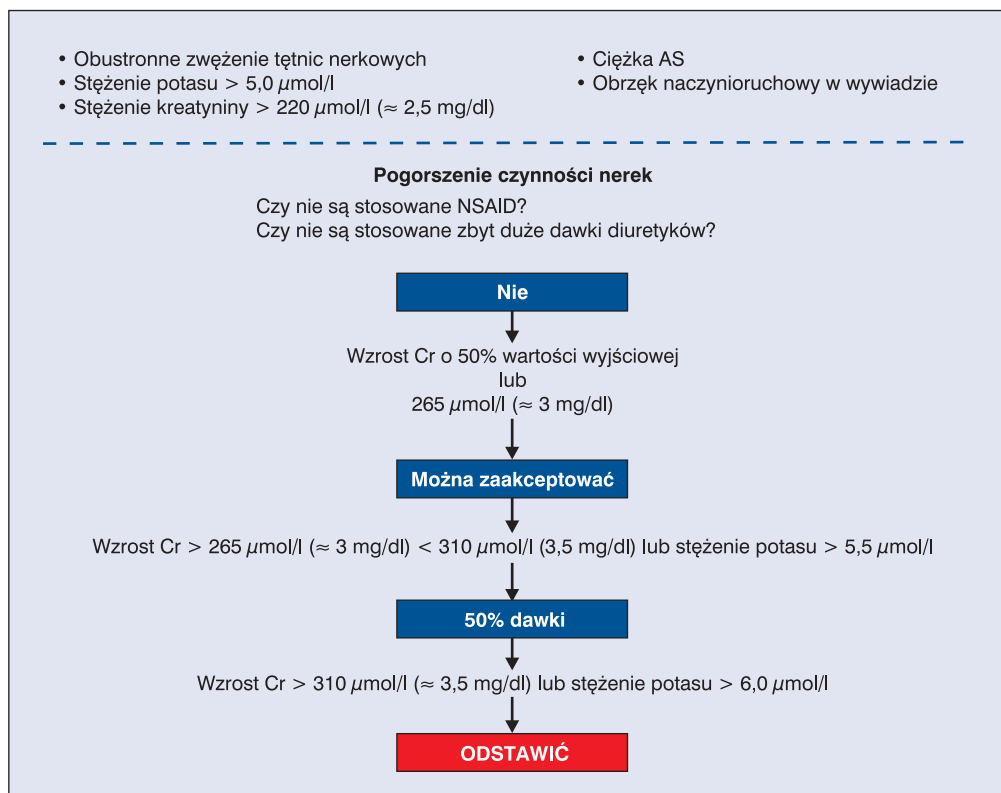 • Obustronne zwężenie tętnic nerkowych
• Stężenie potasu > 5,0 µmol/l
• Stężenie kreatyniny > 220 µmol/l (≈ 2,5 mg/dl)
• Ciężka AS
• Obrzęk naczynioruchowy w wywiadzie
Pogorszenie czynności nerek
Czy nie są stosowane NSAID?
Czy nie są stosowane zbyt duże dawki diuretyków?
Nie
Wzrost Cr o 50% wartości wyjściowej
lub
265 µmol/l (≈ 3 mg/dl)
Można zaakceptować
Wzrost Cr > 265 µmol/l (≈ 3 mg/dl) < 310 µmol/l (3,5 mg/dl) lub stężenie potasu > 5,5 µmol/l
50% dawki
Wzrost Cr > 310 µmol/l (≈ 3,5 mg/dl) lub stężenie potasu > 6,0 µmol/l
ODSTAWIĆ